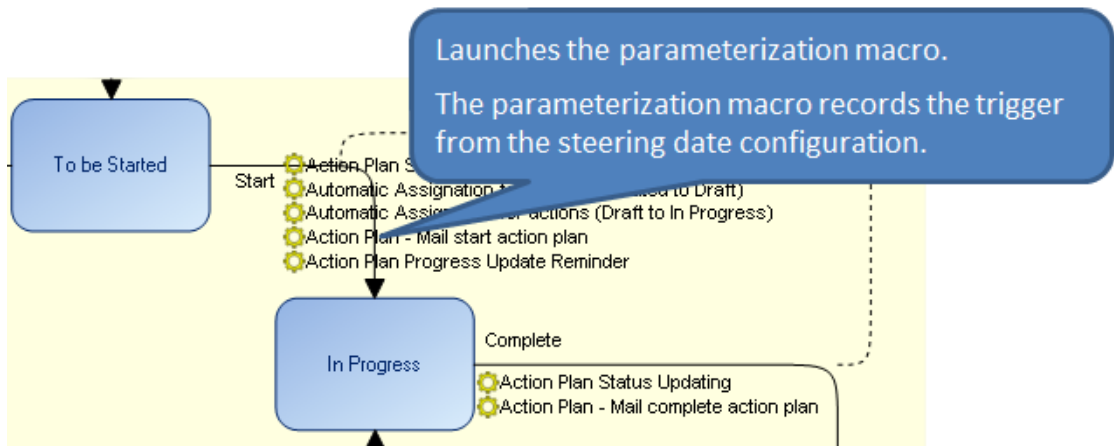 Launches the parameterization macro.
The parameterization macro records the trigger
from the steering date configuration.
To be Started
Start
Action Plan S
Automatic Assignation to Draft)
Automatic Assig actions (Draft to In Progress)
Action Plan - Mail start action plan
Action Plan Progress Update Reminder
In Progress
Complete
Action Plan Status Updating
Action Plan - Mail complete action plan